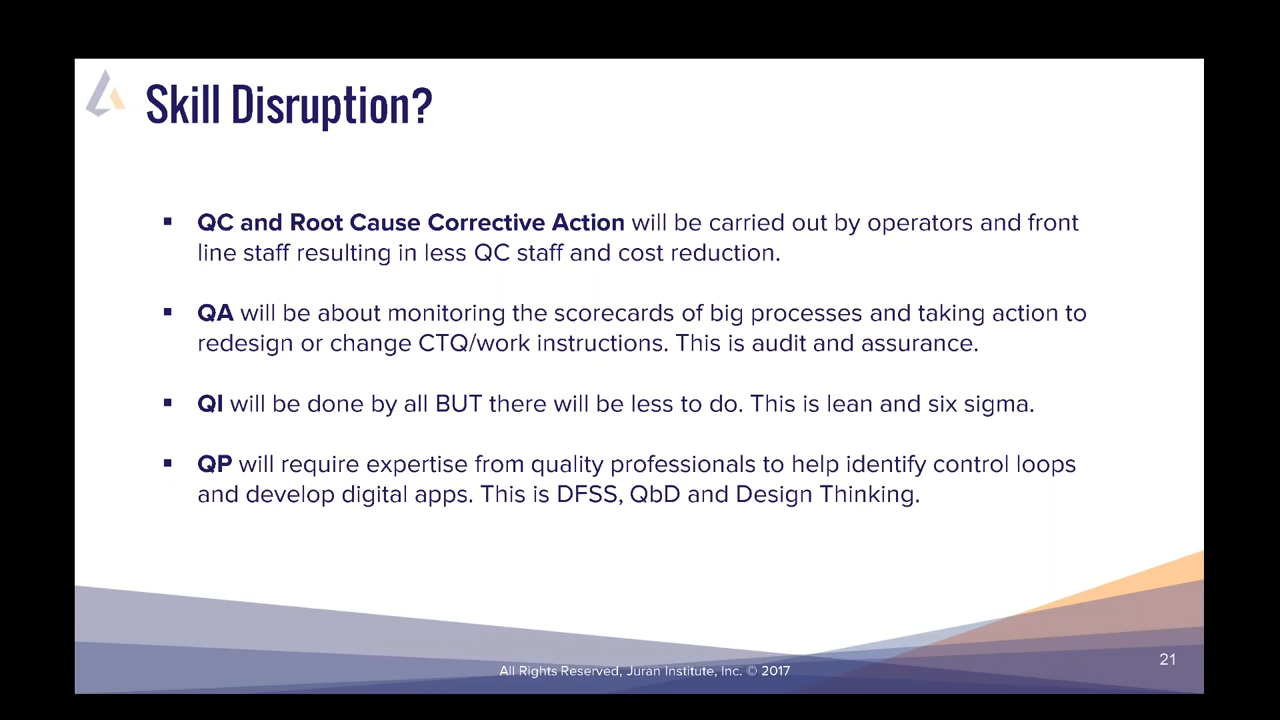 Skill Disruption?
▪ QC and Root Cause Corrective Action will be carried out by operators and front
line staff resulting in less QC staff and cost reduction.
▪ QA will be about monitoring the scorecards of big processes and taking action to
redesign or change CTQ/work instructions. This is audit and assurance.
▪ QI will be done by all BUT there will be less to do. This is lean and six sigma.
▪ QP will require expertise from quality professionals to help identify control loops
and develop digital apps. This is DFSS, QbD and Design Thinking.
All Rights Reserved, Juran Institute, Inc. © 2017
21